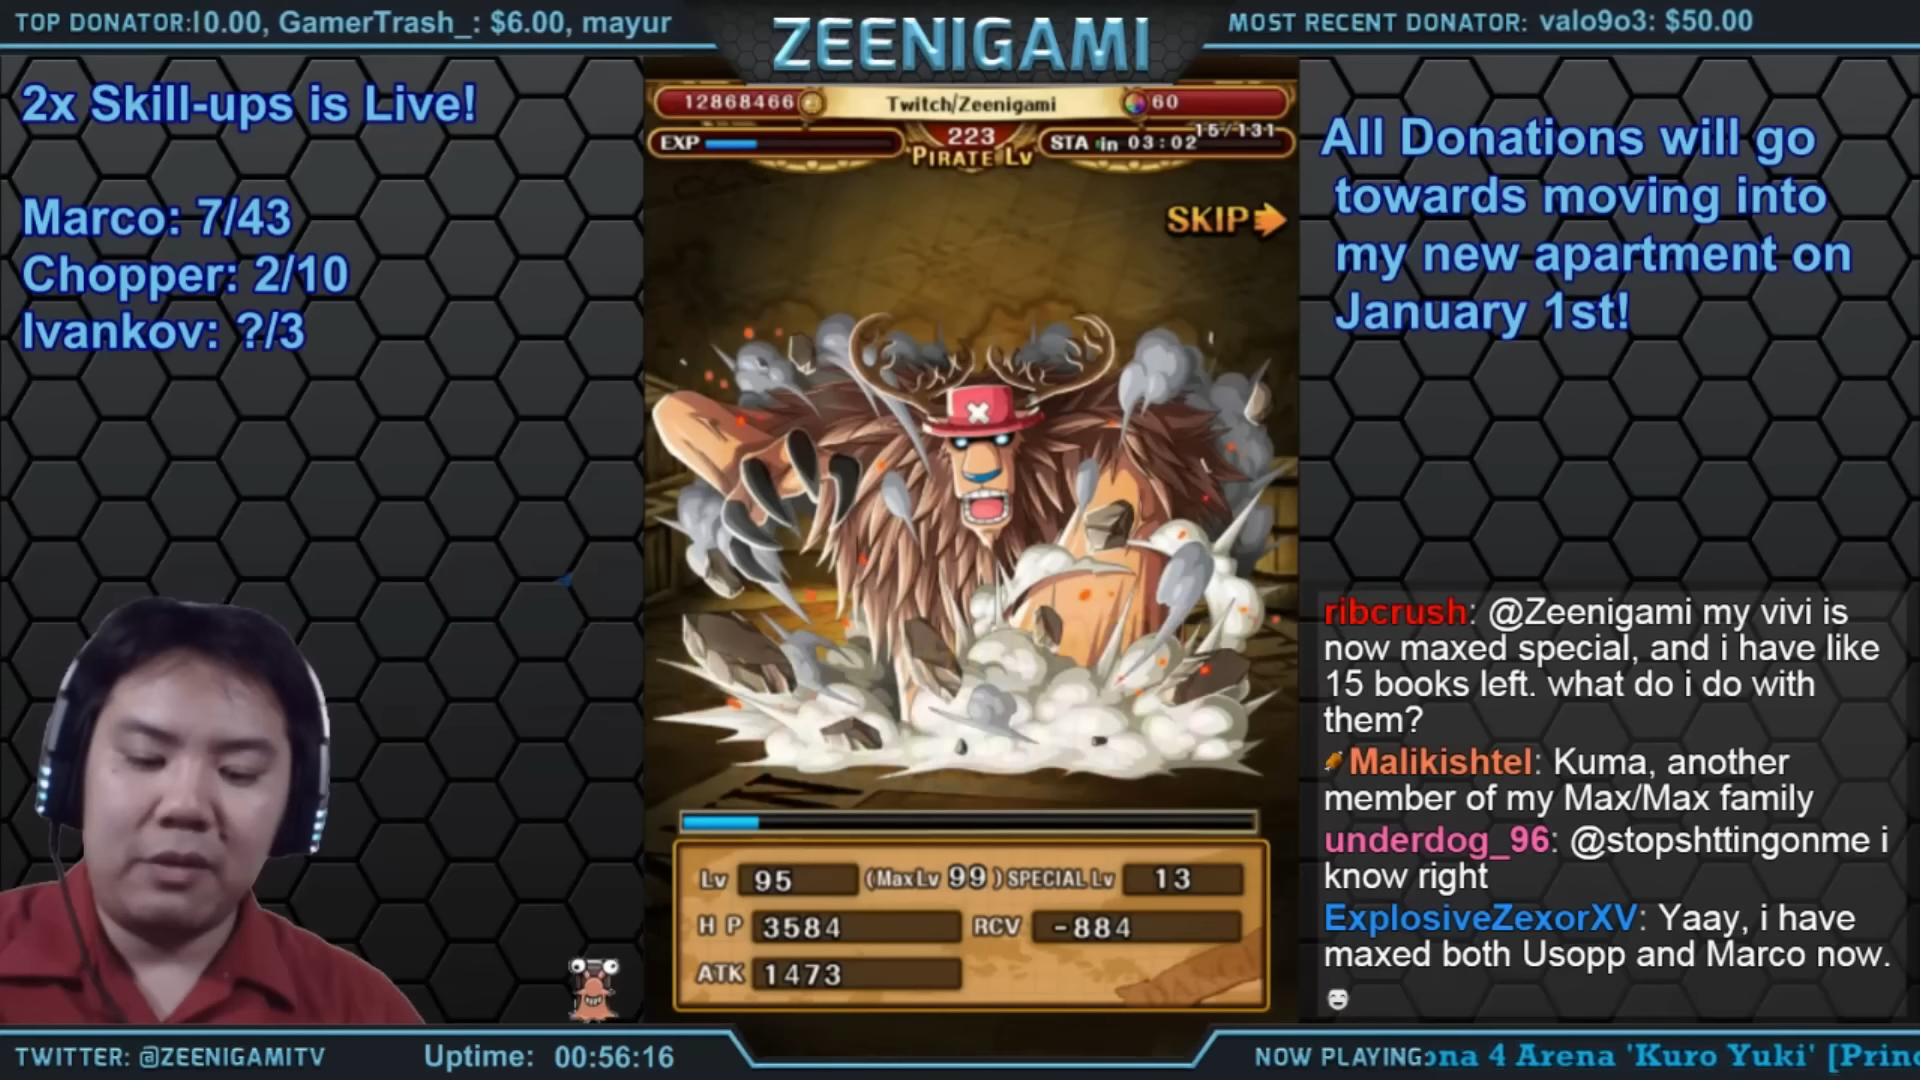 TOP DONATOR: 0.00, GamerTrash_: $6.00, mayur
ZEENIGAMI
MOST RECENT DONATOR: valo9o3: $50.00
2x Skill-ups is Live!
Marco: 7/43
Chopper: 2/10
Ivankov: ?/3
12868466
Twitch/Zeenigami
60
EXP
223
PIRATE LV
STA in 03:02
15/131
SKIP
Lv 95 (MaxLv 99) SPECIAL Lv 13
HP 3584 RCV -884
ATK 1473
All Donations will go
towards moving into
my new apartment on
January 1st!
ribcrush: @Zeenigami my vivi is
now maxed special, and i have like
15 books left. what do i do with
them?
Malikishtel: Kuma, another
member of my Max/Max family
underdog_96: @stopshttingonme i
know right
ExplosiveZexorXV: Yaay, i have
maxed both Usopp and Marco now.
TWITTER: @ZEENIGAMITV
Uptime: 00:56:16
NOW PLAYING: ona 4 Arena 'Kuro Yuki' [Princ